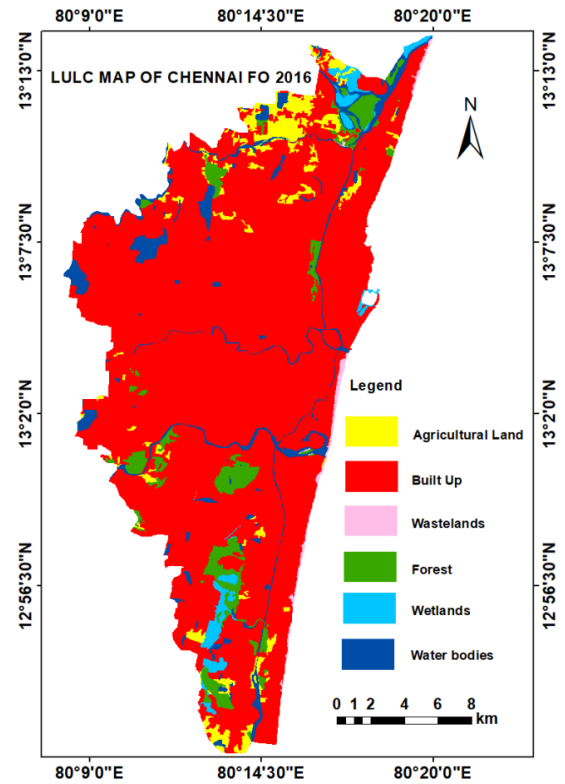 80°9'0"E 80°14'30"E 80°20'0"E
LULC MAP OF CHENNAI FO 2016
N
13°13'0"N 13°13'0"N
13°7'30"N 13°7'30"N
13°2'0"N 13°2'0"N
12°56'30"N 12°56'30"N
Legend
Agricultural Land
Built Up
Wastelands
Forest
Wetlands
Water bodies
0 1 2 4 6 8
km
80°9'0"E 80°14'30"E 80°20'0"E